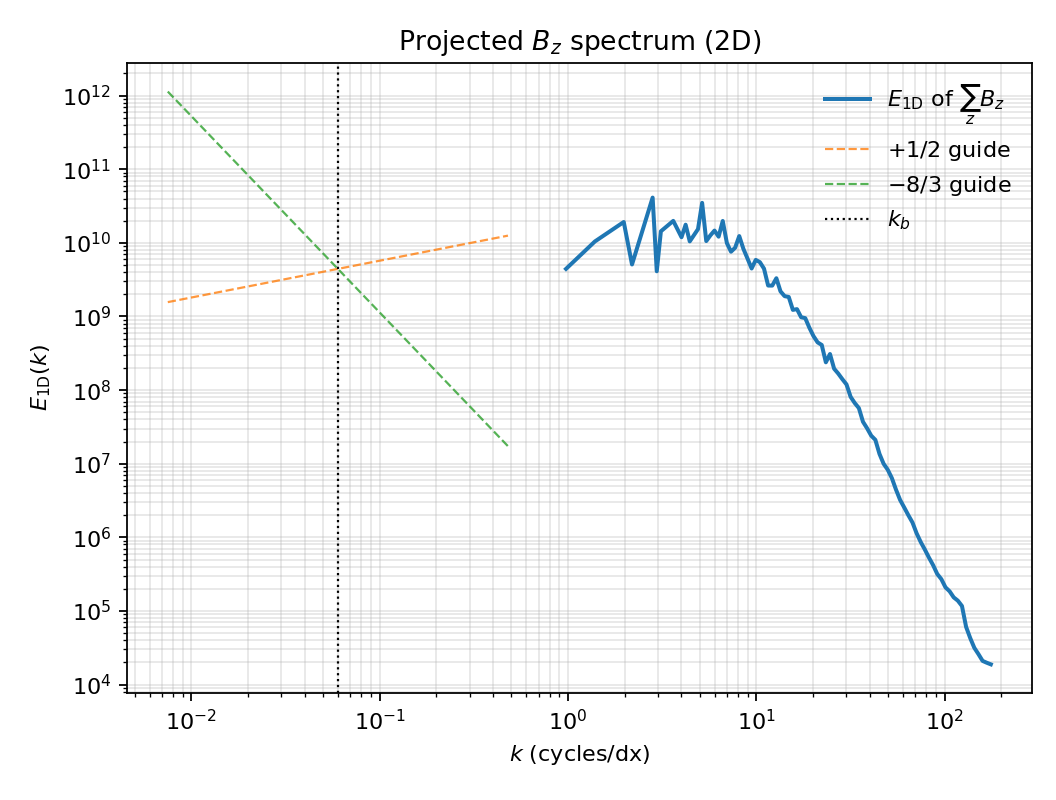 Projected $B_z$ spectrum (2D)
$E_{1D}$ of $\sum_z B_z$
+1/2 guide
−8/3 guide
$k_b$
$E_{1D}(k)$
$10^{12}$
$10^{11}$
$10^{10}$
$10^{9}$
$10^{8}$
$10^{7}$
$10^{6}$
$10^{5}$
$10^{4}$
$10^{-2}$ $10^{-1}$ $10^{0}$ $10^{1}$ $10^{2}$
$k$ (cycles/dx)